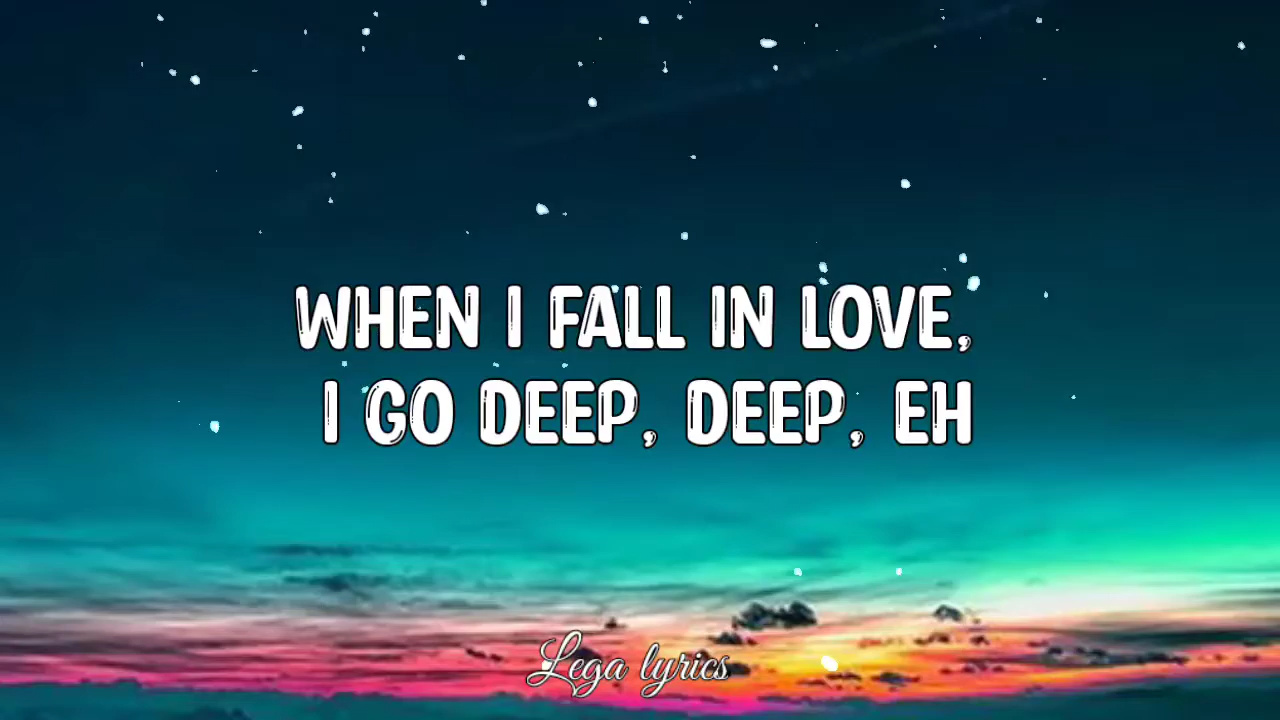 WHEN I FALL IN LOVE,
I GO DEEP, DEEP, EH
Lega lyrics